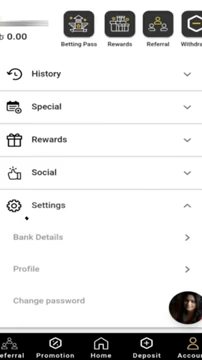 ৳ 0.00
Betting Pass Rewards Referral Withdra
History
Special
Rewards
Social
Settings
Bank Details
Profile
Change password
eferral Promotion Home Deposit Accou